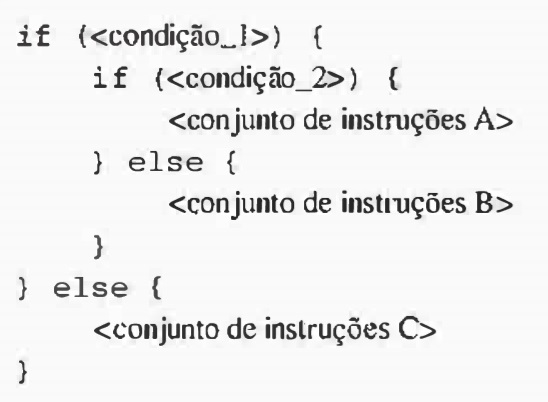 if (<condição_1>) {
if (<condição_2>) {
<conjunto de instruções A>
} else {
<conjunto de instruções B>
}
} else {
<conjunto de instruções C>
}